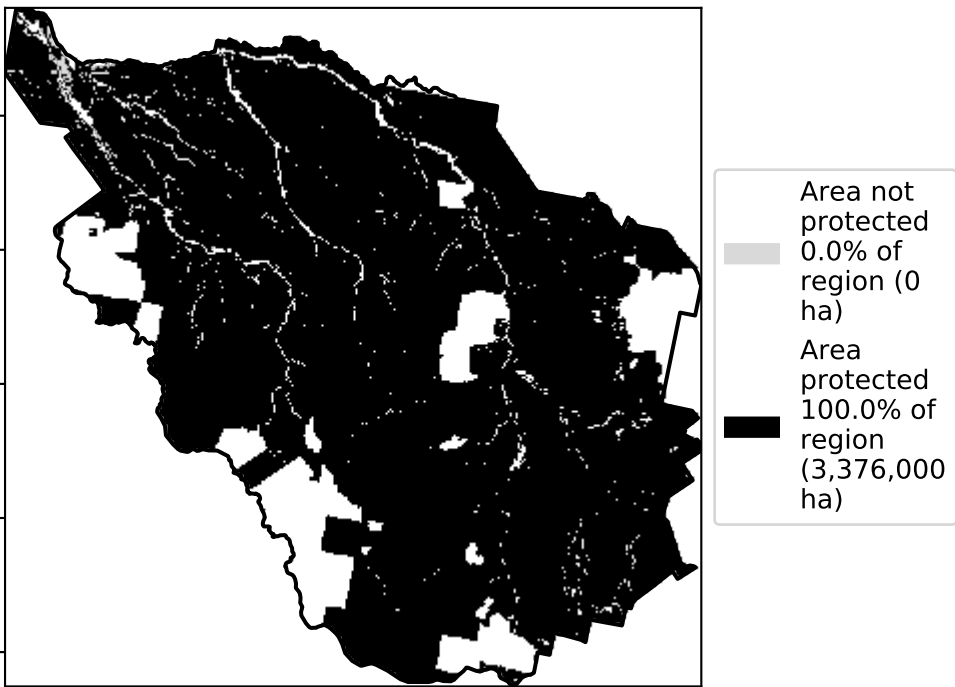 Area not
protected
0.0% of
region (0
ha)
Area
protected
100.0% of
region
(3,376,000
ha)